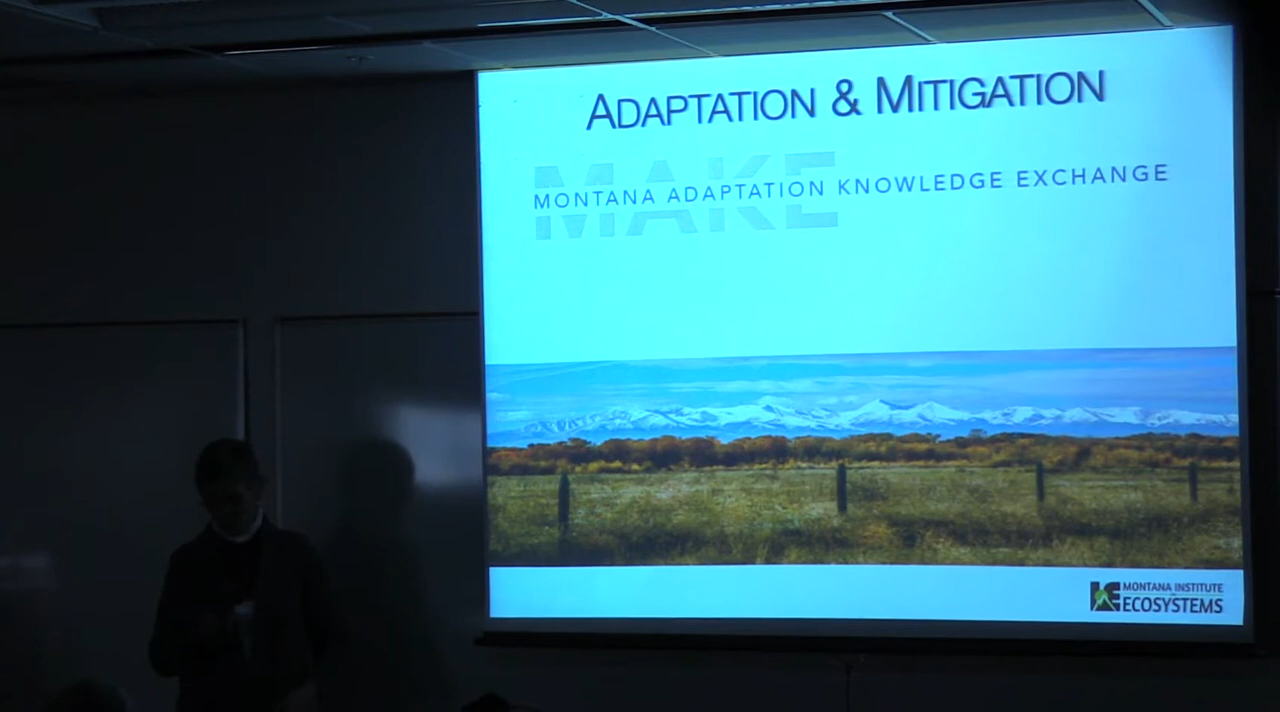 ADAPTATION & MITIGATION
MAKE
MONTANA ADAPTATION KNOWLEDGE EXCHANGE
MONTANA INSTITUTE
ECOSYSTEMS